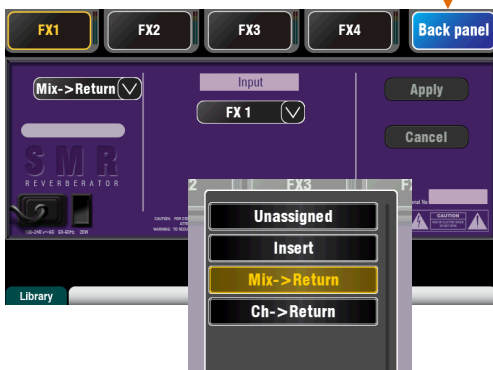 FX1 FX2 FX3 FX4 Back panel
Mix->Return Input Apply
FX 1
Cancel
SMR
REVERBERATOR
FX3
Unassigned
CAUTION
Insert
Mix->Return
Library
Ch->Return